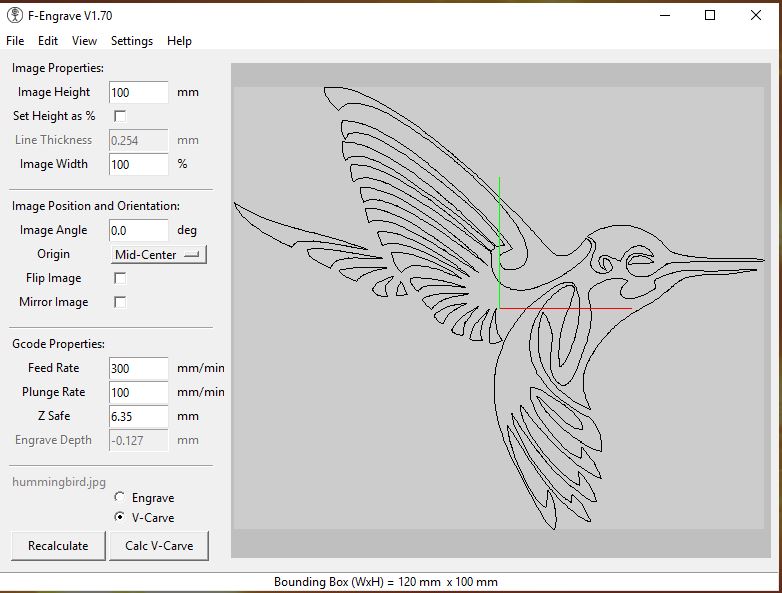 F-Engrave V1.70
File Edit View Settings Help
Image Properties:
Image Height 100 mm
Set Height as %
Line Thickness 0.254 mm
Image Width 100 %
Image Position and Orientation:
Image Angle 0.0 deg
Origin Mid-Center
Flip Image
Mirror Image
Gcode Properties:
Feed Rate 300 mm/min
Plunge Rate 100 mm/min
Z Safe 6.35 mm
Engrave Depth -0.127 mm
hummingbird.jpg
Engrave
V-Carve
Recalculate Calc V-Carve
Bounding Box (WxH) = 120 mm x 100 mm